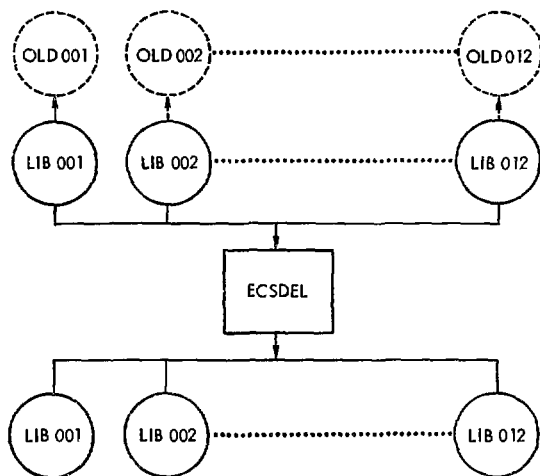 OLD 001 OLD 002 OLD 012
LIB 001 LIB 002 LIB 012
ECSDEL
LIB 001 LIB 002 LIB 012